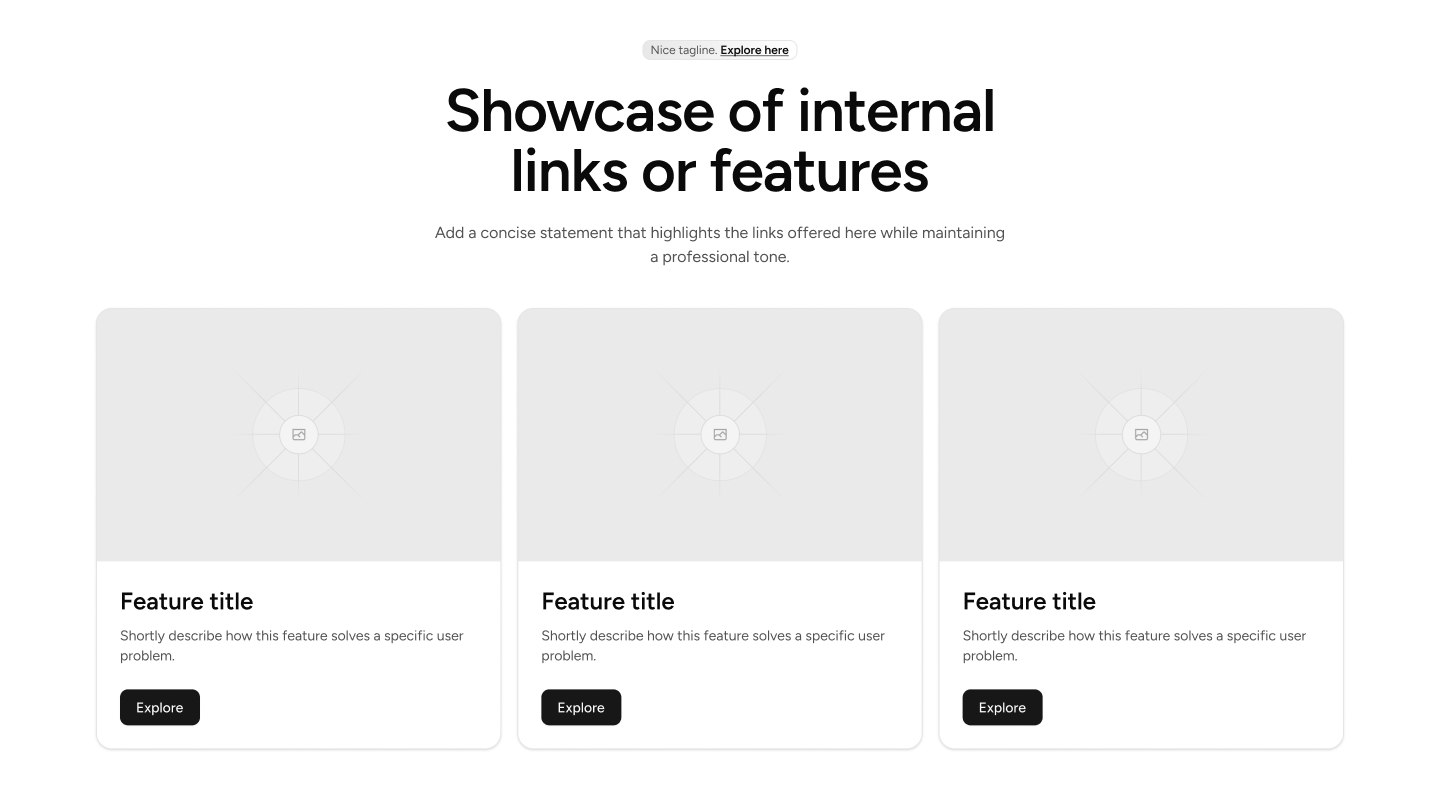 Nice tagline. Explore here
Showcase of internal
links or features
Add a concise statement that highlights the links offered here while maintaining
a professional tone.
Feature title
Shortly describe how this feature solves a specific user
problem.
Explore
Feature title
Shortly describe how this feature solves a specific user
problem.
Explore
Feature title
Shortly describe how this feature solves a specific user
problem.
Explore